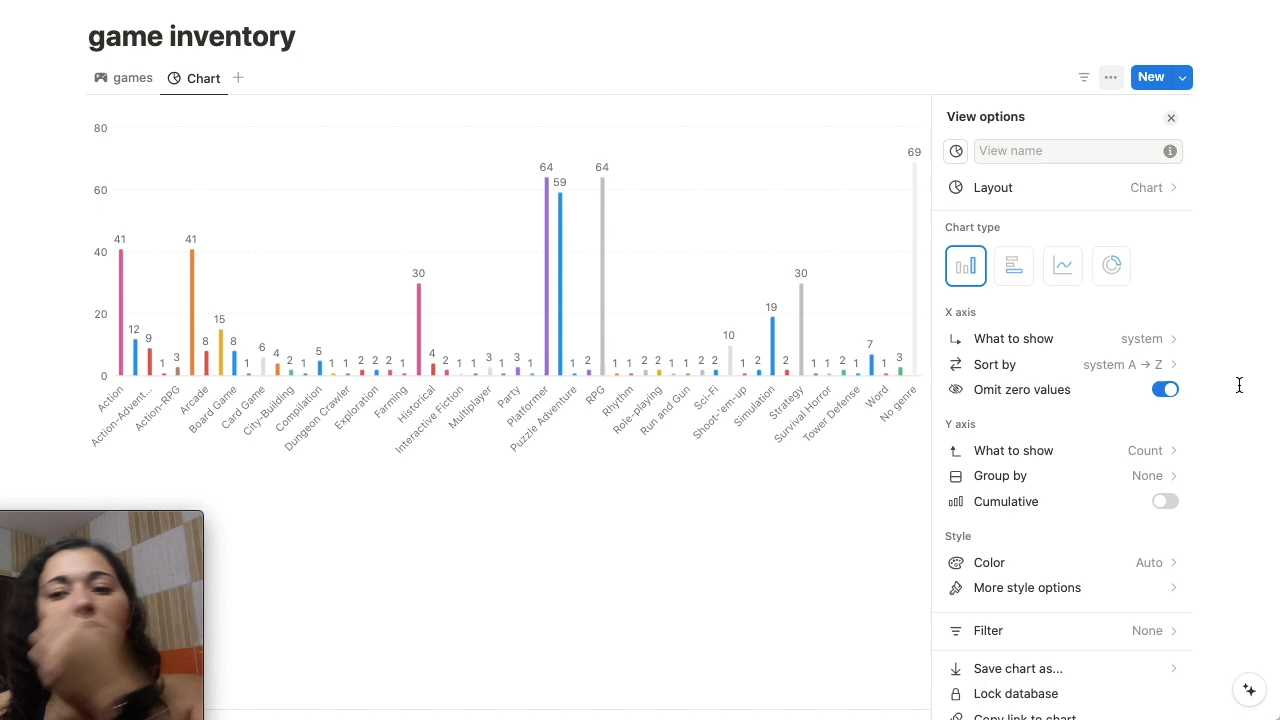 game inventory
games Chart
New
View options
View name
Layout Chart
Chart type
X axis
What to show system
Sort by system A → Z
Omit zero values
Y axis
What to show Count
Group by None
Cumulative
Style
Color Auto
More style options
Filter None
Save chart as...
Lock database
Copy link to chart
80
60
40
20
0
41 12 9 1 3 41 8 15 8 1 6 4 2 1 5 1 1 2 2 2 1 30 4 2 1 1 3 1 3 1 64 59 1 2 64 1 1 2 2 1 1 2 2 10 1 2 19 2 30 1 1 2 1 7 1 3 69
Action
Action-Advent...
Action-RPG
Arcade
Board Game
Card Game
City-Building
Compilation
Dungeon Crawler
Exploration
Farming
Historical
Interactive Fiction
Multiplayer
Party
Platformer
Puzzle Adventure
RPG
Rhythm
Role-playing
Run and Gun
Sci-Fi
Shoot-'em-up
Simulation
Strategy
Survival Horror
Tower Defense
Word
No genre